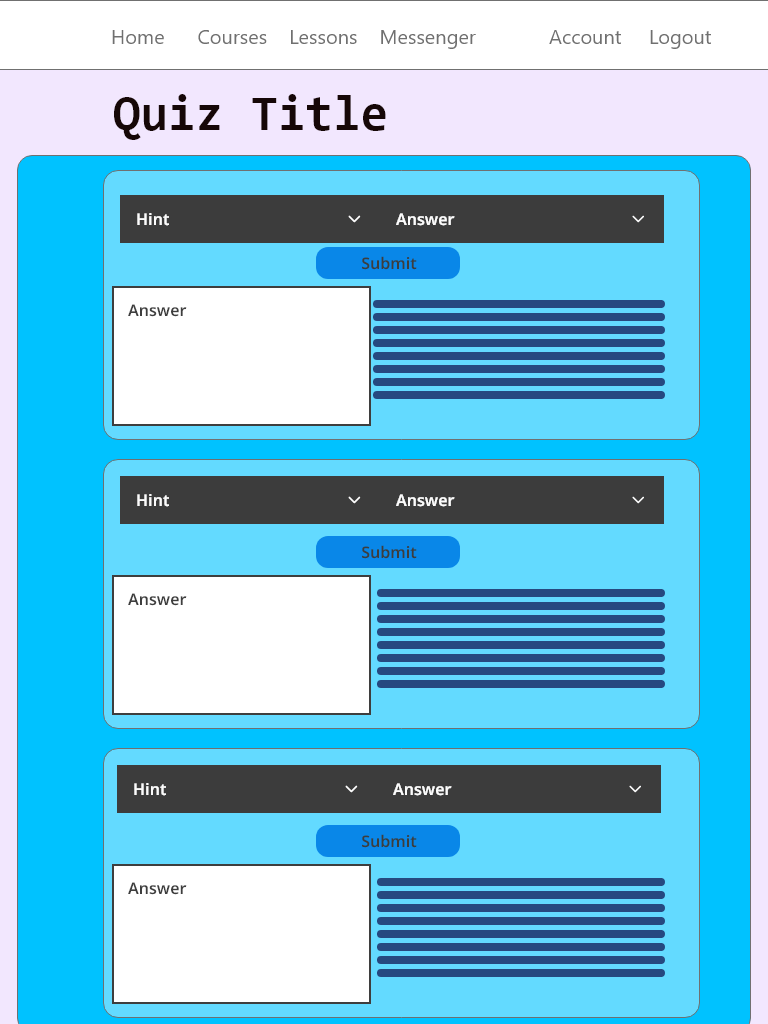 Home Courses Lessons Messenger Account Logout
Quiz Title
Hint Answer
Submit
Answer
Hint Answer
Submit
Answer
Hint Answer
Submit
Answer